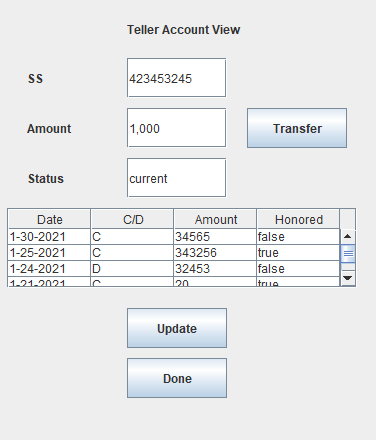 Teller Account View
SS 423453245
Amount 1,000 Transfer
Status current
Date C/D Amount Honored
1-30-2021 C 34565 false
1-25-2021 C 343256 true
1-24-2021 D 32453 false
1-21-2021 C 20 true
Update
Done